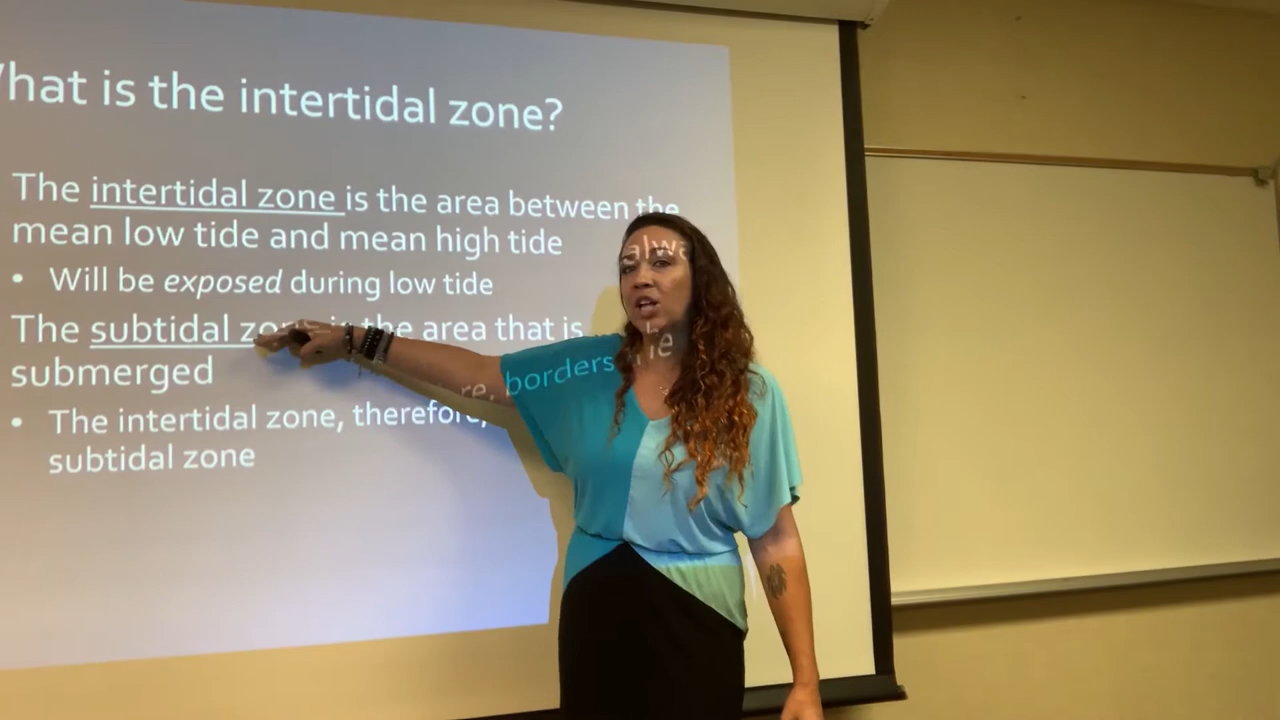 What is the intertidal zone?
The intertidal zone is the area between the
mean low tide and mean high tide
• Will be exposed during low tide
The subtidal zone is the area that is
submerged
• The intertidal zone, therefore, borders
subtidal zone